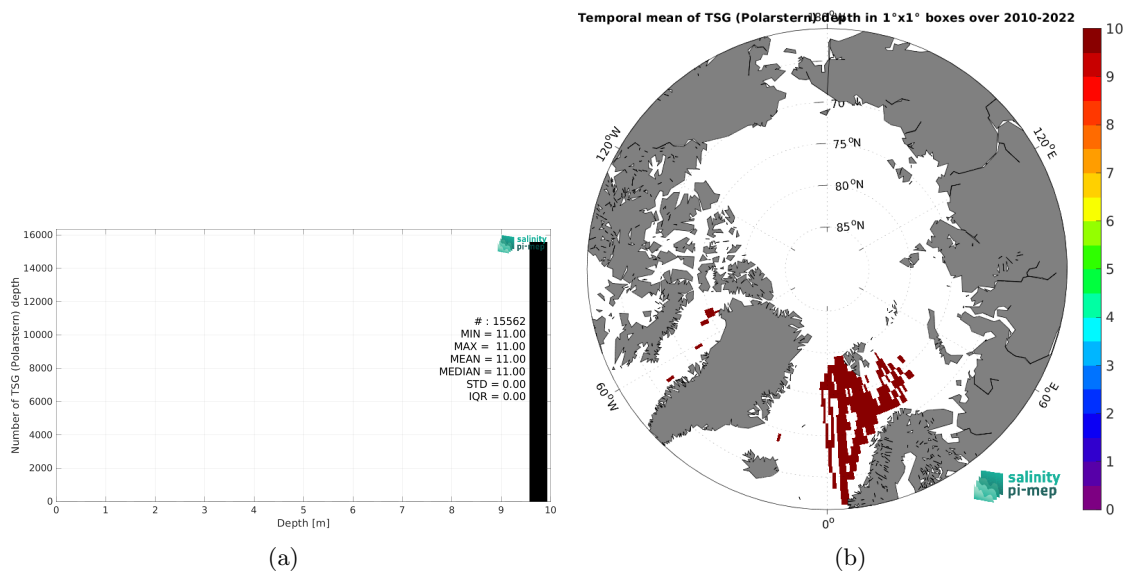 Temporal mean of TSG (Polarstern) depth in 1°x1° boxes over 2010-2022
180°
70°N
75°N
80°N
85°N
120°W
120°E
60°W
60°E
0°
10
9
8
7
6
5
4
3
2
1
0
salinity
pi-mep
16000
14000
12000
10000
8000
6000
4000
2000
0
Number of TSG (Polarstern) depth
salinity
pi-mep
# : 15562
MIN = 11.00
MAX = 11.00
MEAN = 11.00
MEDIAN = 11.00
STD = 0.00
IQR = 0.00
0 1 2 3 4 5 6 7 8 9 10
Depth [m]
(a)
(b)